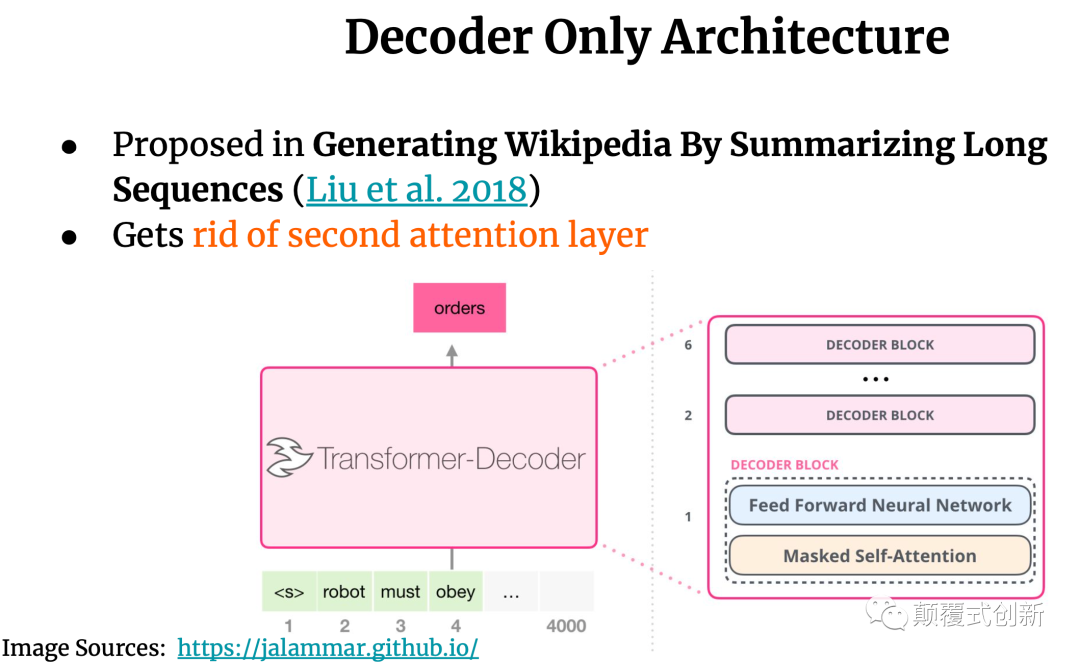 Decoder Only Architecture
● Proposed in Generating Wikipedia By Summarizing Long
Sequences (Liu et al. 2018)
● Gets rid of second attention layer
orders
Transformer-Decoder
<s> robot must obey ...
1 2 3 4 4000
6 DECODER BLOCK
...
2 DECODER BLOCK
DECODER BLOCK
1
Feed Forward Neural Network
Masked Self-Attention
颠覆式创新
Image Sources: https://jalammar.github.io/